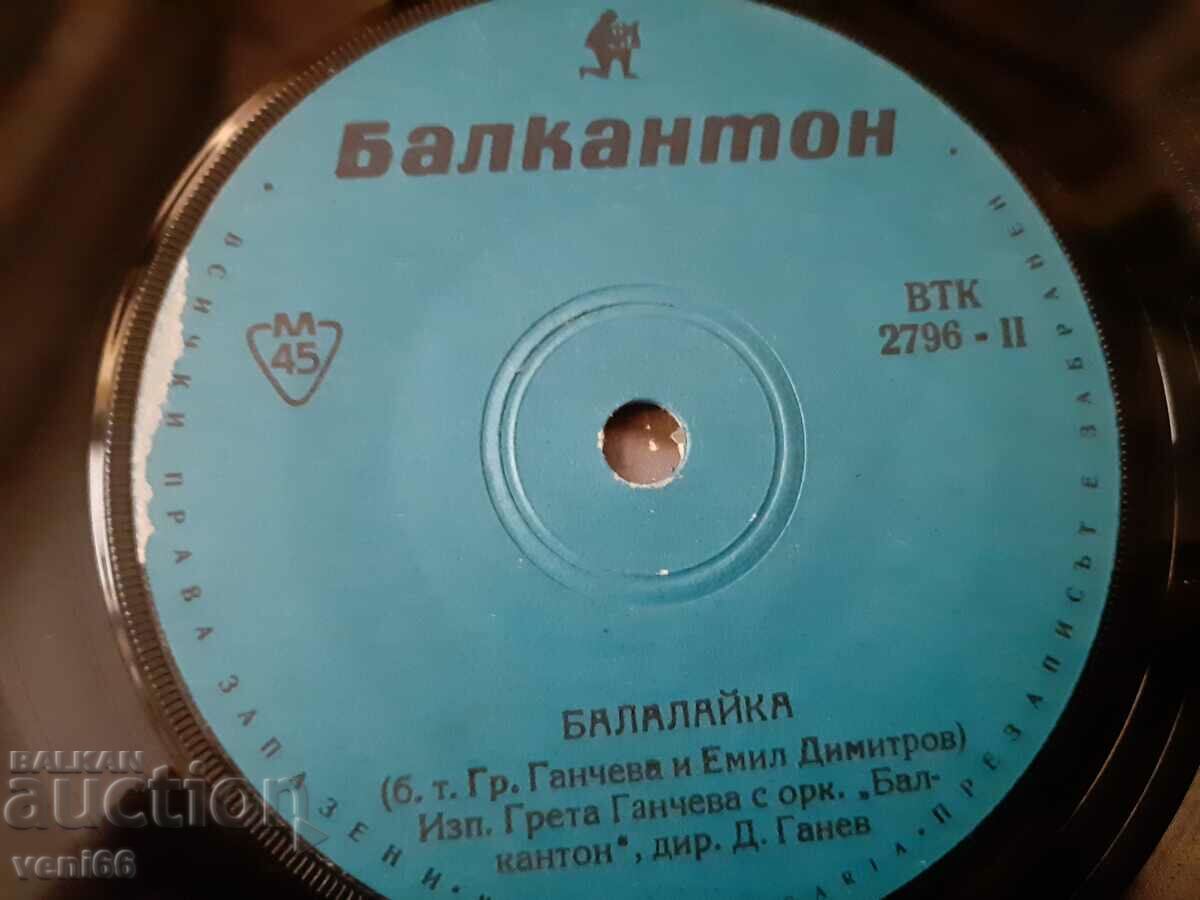 Балкантон
ВТК
2796 - II
М
45
БАЛАЛАЙКА
(б. т. Гр. Ганчева и Емил Димитров)
Изп. Грета Ганчева с орк. „Бал-
кантон“, дир. Д. Ганев
ВСИЧКИ ПРАВА ЗАПАЗЕНИ.
ARIA. ПРЕЗАПИСЪТ Е ЗАБРАНЕН
BALKAN
auction
veni66